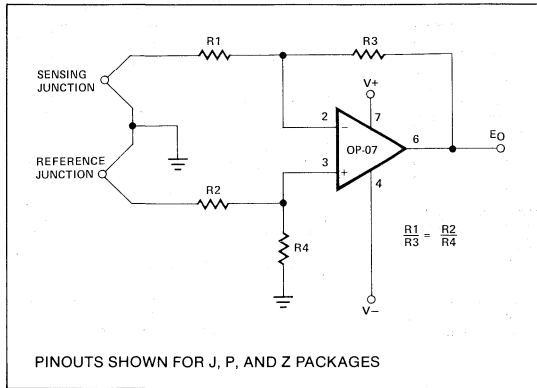 R1
R3
SENSING
JUNCTION
V+
2
7
−
6
EO
OP-07
REFERENCE
JUNCTION
3
+
4
R2
R1/R3 = R2/R4
R4
V−
PINOUTS SHOWN FOR J, P, AND Z PACKAGES